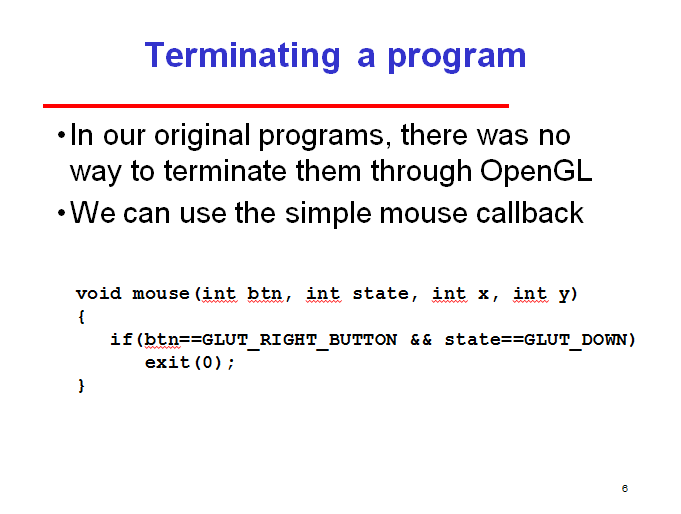 Terminating a program
•In our original programs, there was no
way to terminate them through OpenGL
•We can use the simple mouse callback
void mouse(int btn, int state, int x, int y)
{
if(btn==GLUT_RIGHT_BUTTON && state==GLUT_DOWN)
exit(0);
}
6